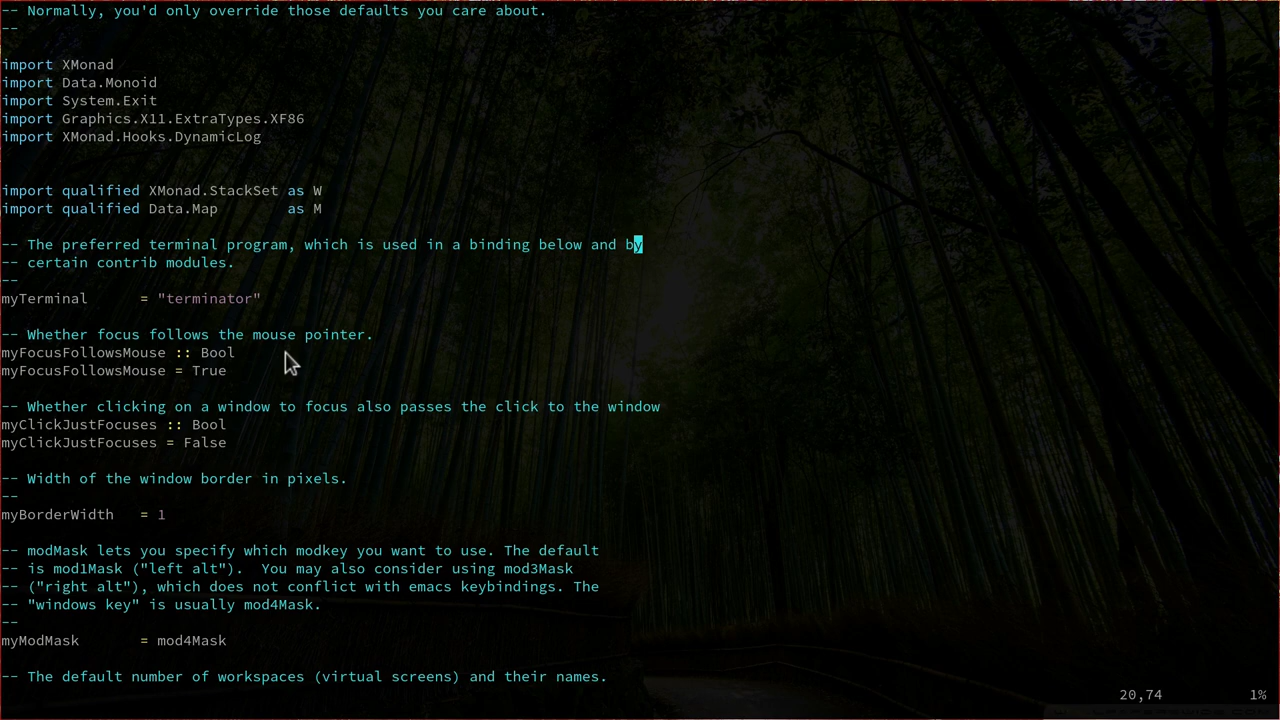 -- Normally, you'd only override those defaults you care about.
--
import XMonad
import Data.Monoid
import System.Exit
import Graphics.X11.ExtraTypes.XF86
import XMonad.Hooks.DynamicLog
import qualified XMonad.StackSet as W
import qualified Data.Map        as M
-- The preferred terminal program, which is used in a binding below and by
-- certain contrib modules.
--
myTerminal      = "terminator"
-- Whether focus follows the mouse pointer.
myFocusFollowsMouse :: Bool
myFocusFollowsMouse = True
-- Whether clicking on a window to focus also passes the click to the window
myClickJustFocuses :: Bool
myClickJustFocuses = False
-- Width of the window border in pixels.
--
myBorderWidth   = 1
-- modMask lets you specify which modkey you want to use. The default
-- is mod1Mask ("left alt").  You may also consider using mod3Mask
-- ("right alt"), which does not conflict with emacs keybindings. The
-- "windows key" is usually mod4Mask.
--
myModMask       = mod4Mask
-- The default number of workspaces (virtual screens) and their names.
20,74          1%